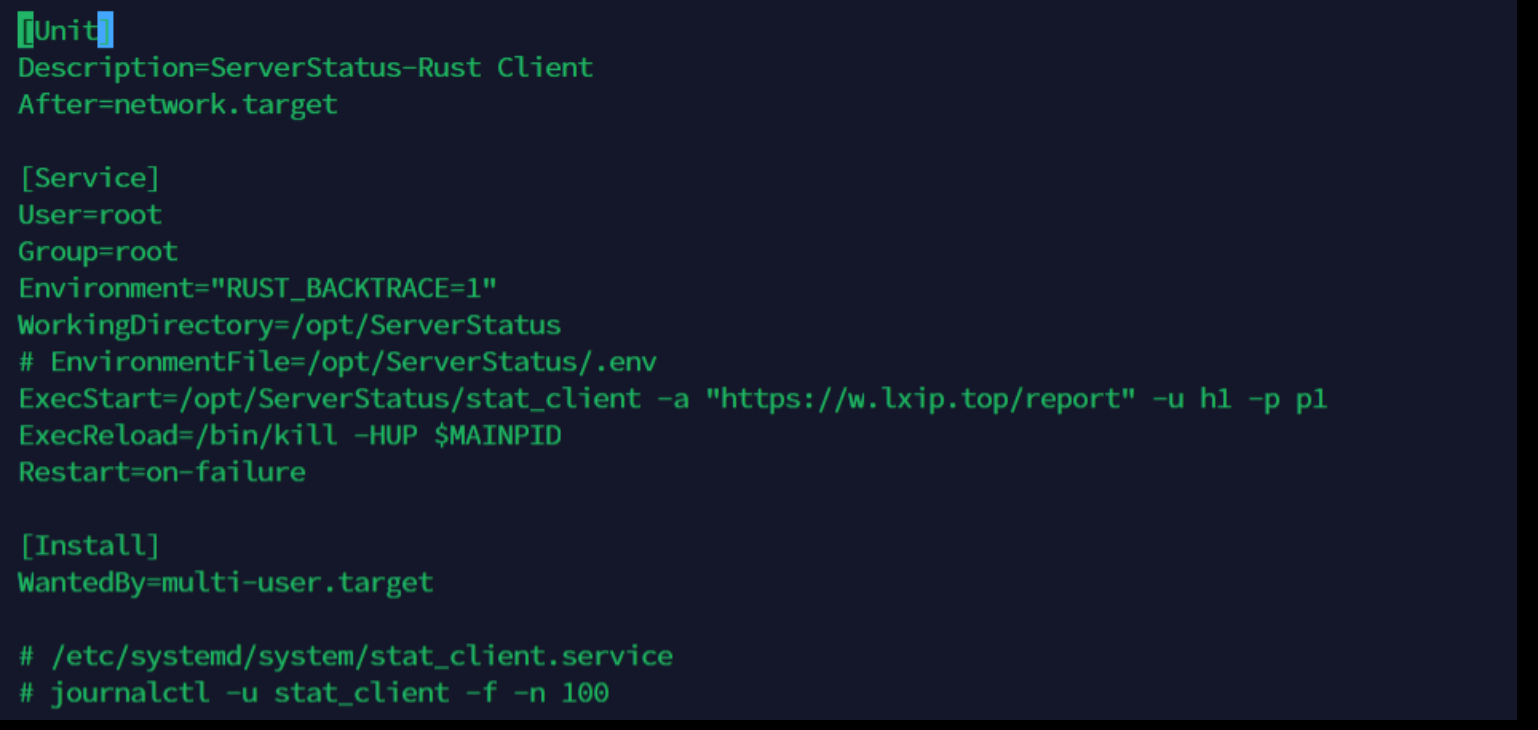 [Unit]
Description=ServerStatus-Rust Client
After=network.target

[Service]
User=root
Group=root
Environment="RUST_BACKTRACE=1"
WorkingDirectory=/opt/ServerStatus
# EnvironmentFile=/opt/ServerStatus/.env
ExecStart=/opt/ServerStatus/stat_client -a "https://w.lxip.top/report" -u h1 -p p1
ExecReload=/bin/kill -HUP $MAINPID
Restart=on-failure

[Install]
WantedBy=multi-user.target

# /etc/systemd/system/stat_client.service
# journalctl -u stat_client -f -n 100